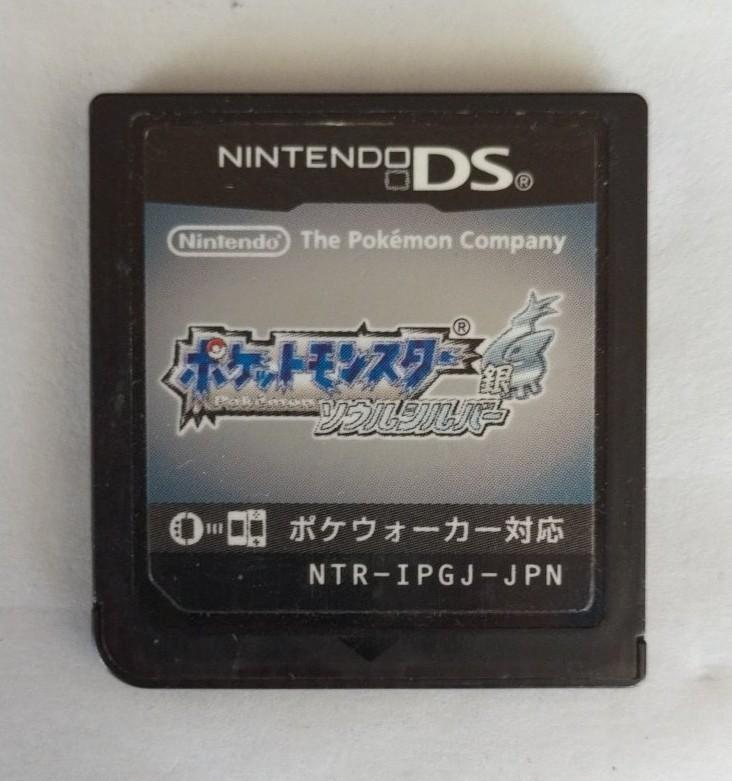 NINTENDO DS®
Nintendo® The Pokémon Company
ポケットモンスター®
Pokémon
銀
ソウルシルバー
ポケウォーカー対応
NTR-IPGJ-JPN